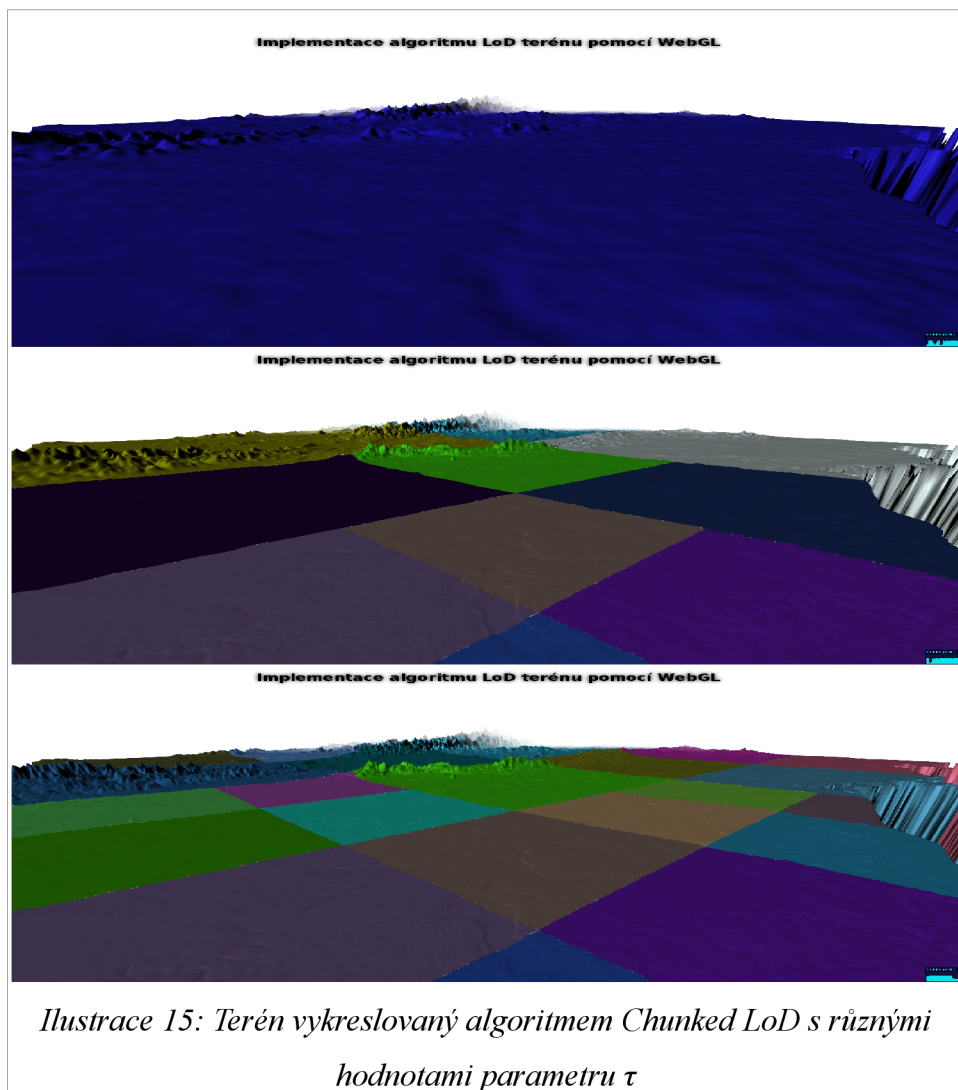 Implementace algoritmu LoD terénu pomocí WebGL
Implementace algoritmu LoD terénu pomocí WebGL
Implementace algoritmu LoD terénu pomocí WebGL
Ilustrace 15: Terén vykreslovaný algoritmem Chunked LoD s různými
hodnotami parametru τ